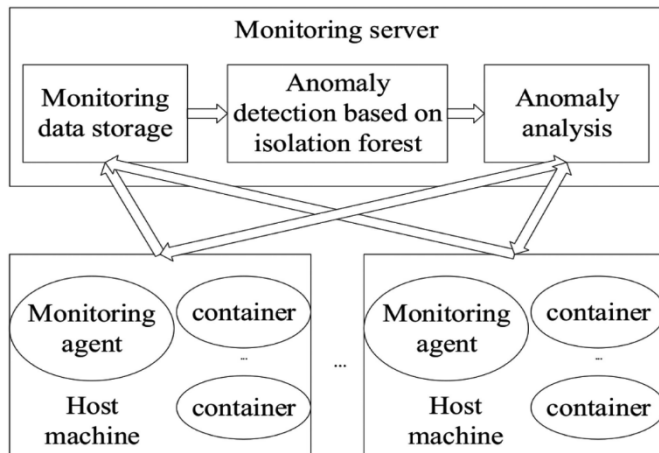 Monitoring server
Monitoring
data storage
Anomaly
detection based on
isolation forest
Anomaly
analysis
Monitoring
agent
container
...
container
Host
machine
...
Monitoring
agent
container
...
container
Host
machine